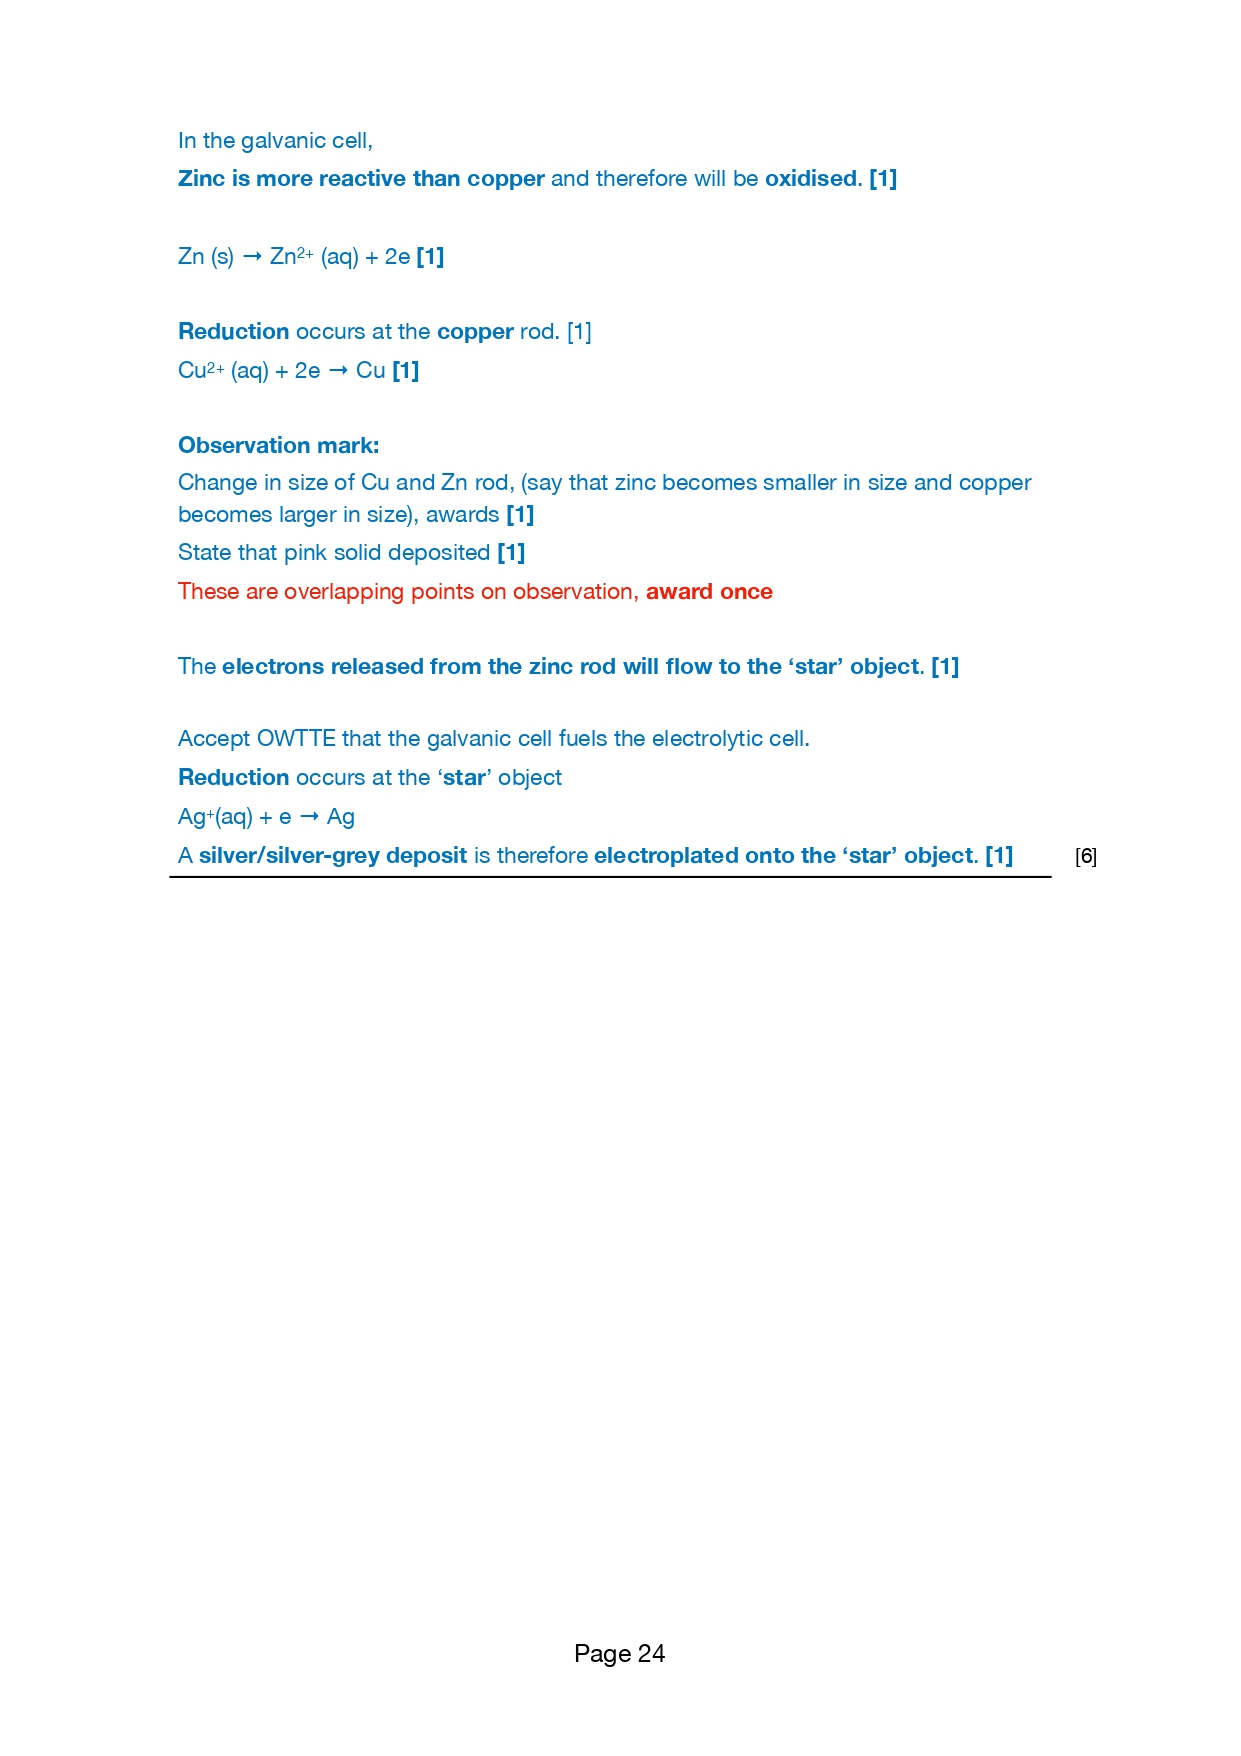 In the galvanic cell,
Zinc is more reactive than copper and therefore will be oxidised. [1]
Zn (s) → Zn²⁺ (aq) + 2e [1]
Reduction occurs at the copper rod. [1]
Cu²⁺ (aq) + 2e → Cu [1]
Observation mark:
Change in size of Cu and Zn rod, (say that zinc becomes smaller in size and copper
becomes larger in size), awards [1]
State that pink solid deposited [1]
These are overlapping points on observation, award once
The electrons released from the zinc rod will flow to the ‘star’ object. [1]
Accept OWTTE that the galvanic cell fuels the electrolytic cell.
Reduction occurs at the ‘star’ object
Ag⁺(aq) + e → Ag
A silver/silver-grey deposit is therefore electroplated onto the ‘star’ object. [1] [6]
Page 24